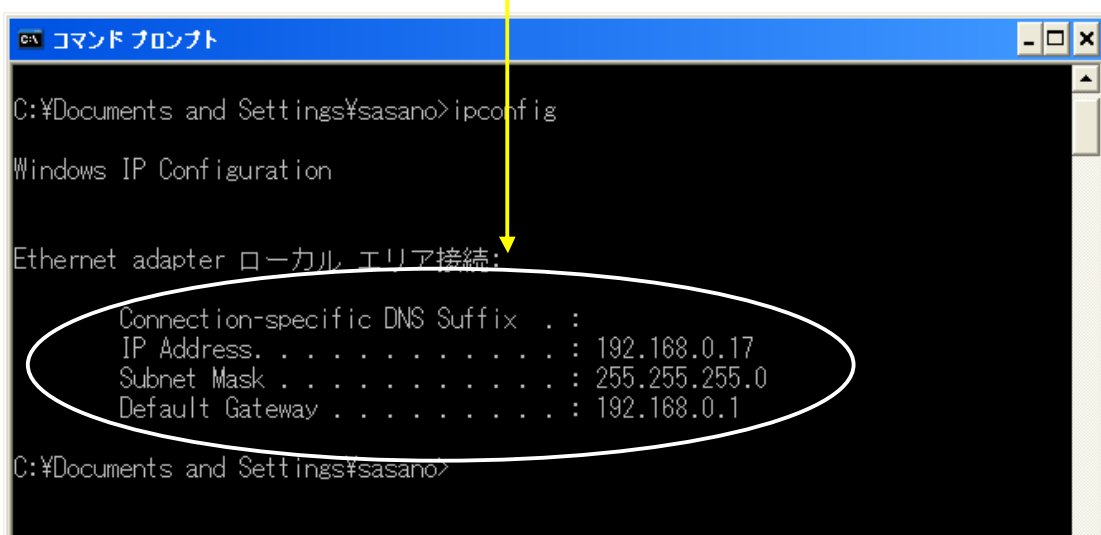 コマンド プロンプト
C:¥Documents and Settings¥sasano>ipconfig
Windows IP Configuration
Ethernet adapter ローカル エリア接続:
Connection-specific DNS Suffix . :
IP Address. . . . . . . . . . . . : 192.168.0.17
Subnet Mask . . . . . . . . . . . : 255.255.255.0
Default Gateway . . . . . . . . . : 192.168.0.1
C:¥Documents and Settings¥sasano>